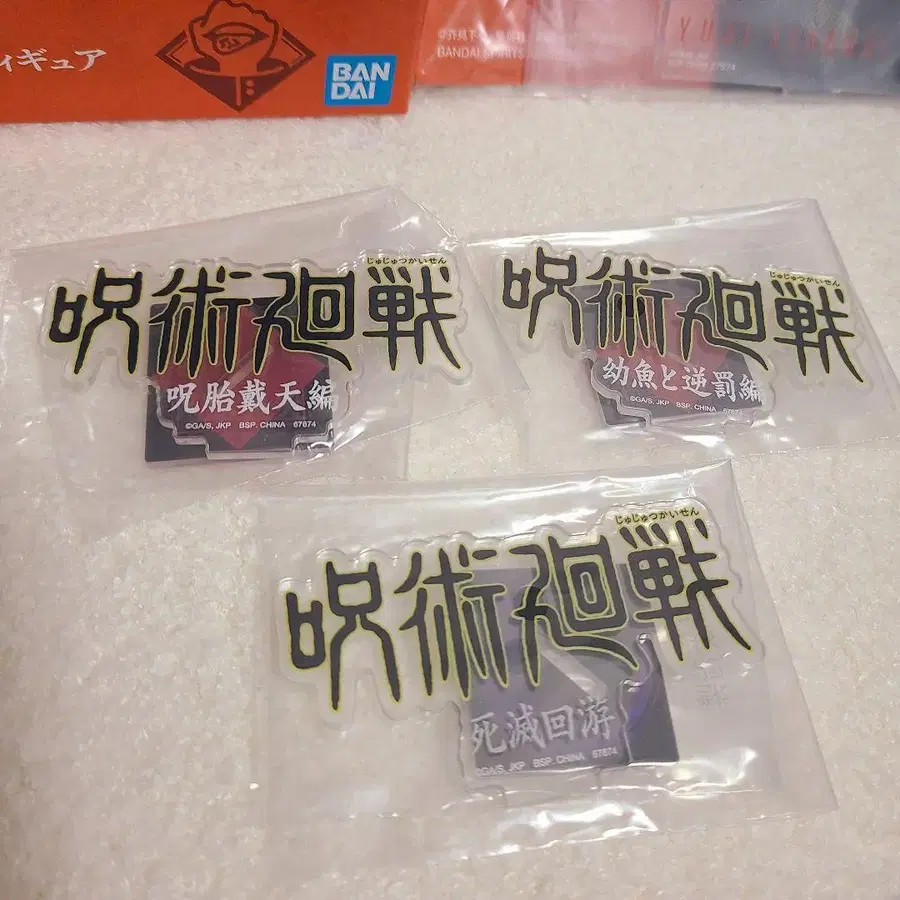 ィギュア
BAN
DAI
BANDAI SPIRITS
じゅじゅつかいせん
呪術廻戦
呪胎戴天編
©GA/S, JKP BSP. CHINA 67874
じゅじゅつかいせん
呪術廻戦
幼魚と逆罰編
©GA/S, JKP BSP. CHINA 67874
じゅじゅつかいせん
呪術廻戦
死滅回游
©GA/S, JKP BSP. CHINA 67874